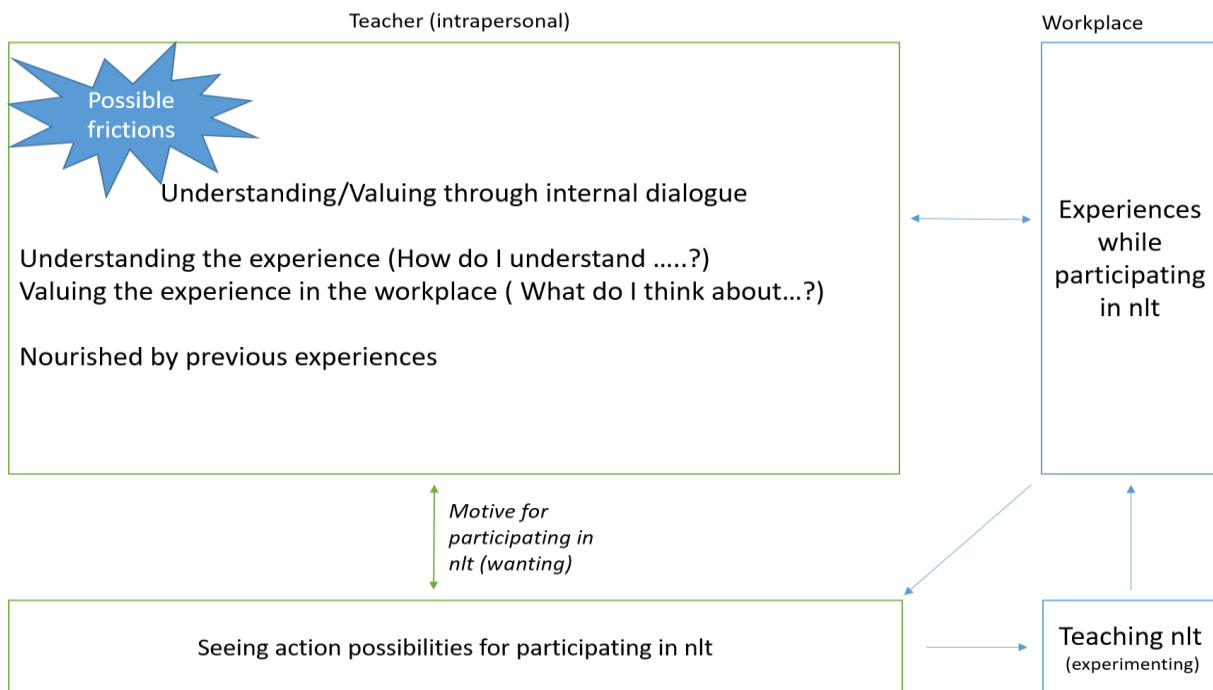 Teacher (intrapersonal)
Workplace
Possible
frictions
Understanding/Valuing through internal dialogue
Understanding the experience (How do I understand …..?)
Valuing the experience in the workplace ( What do I think about…?)
Nourished by previous experiences
Experiences
while
participating
in nlt
Motive for
participating in
nlt (wanting)
Seeing action possibilities for participating in nlt
Teaching nlt
(experimenting)